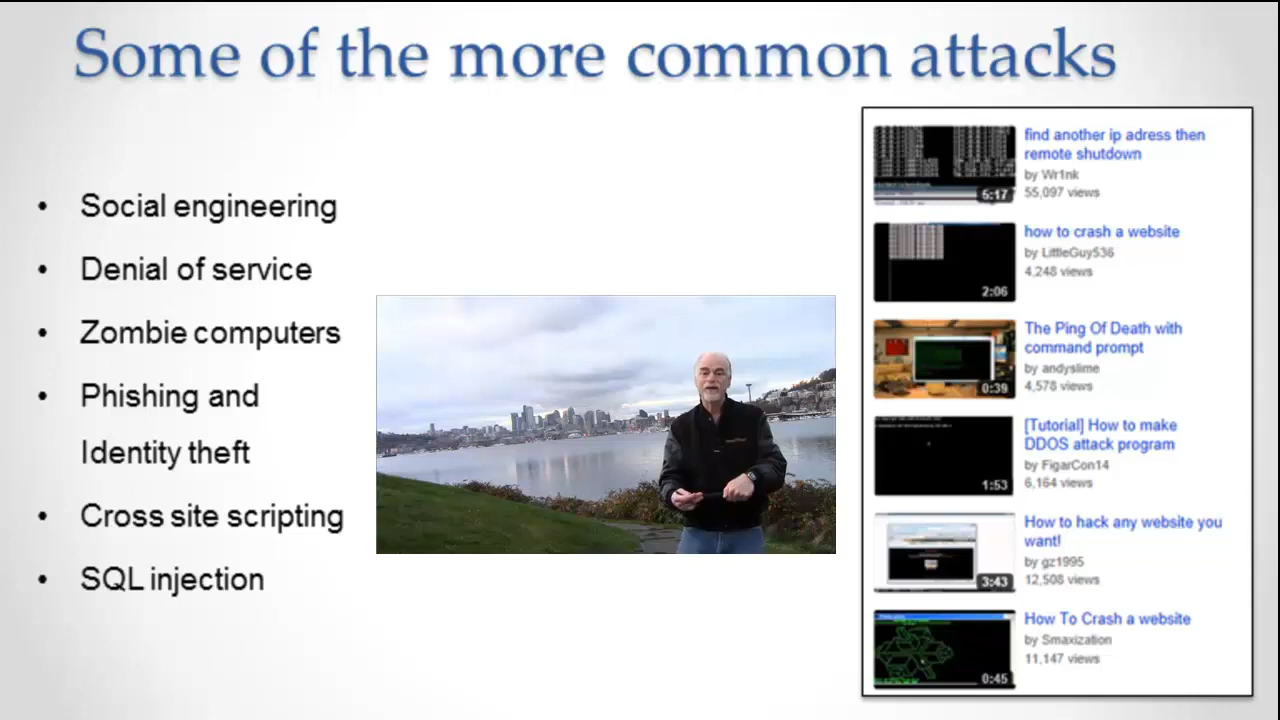 Some of the more common attacks
• Social engineering
• Denial of service
• Zombie computers
• Phishing and
Identity theft
• Cross site scripting
• SQL injection
find another ip adress then
remote shutdown
by Wr1nk
55,097 views
5:17
how to crash a website
by LittleGuy536
4,248 views
2:06
The Ping Of Death with
command prompt
by andyslime
4,578 views
0:39
[Tutorial] How to make
DDOS attack program
by FigarCon14
6,164 views
1:53
How to hack any website you
want!
by gz1995
12,508 views
3:43
How To Crash a website
by Smaxization
11,147 views
0:45